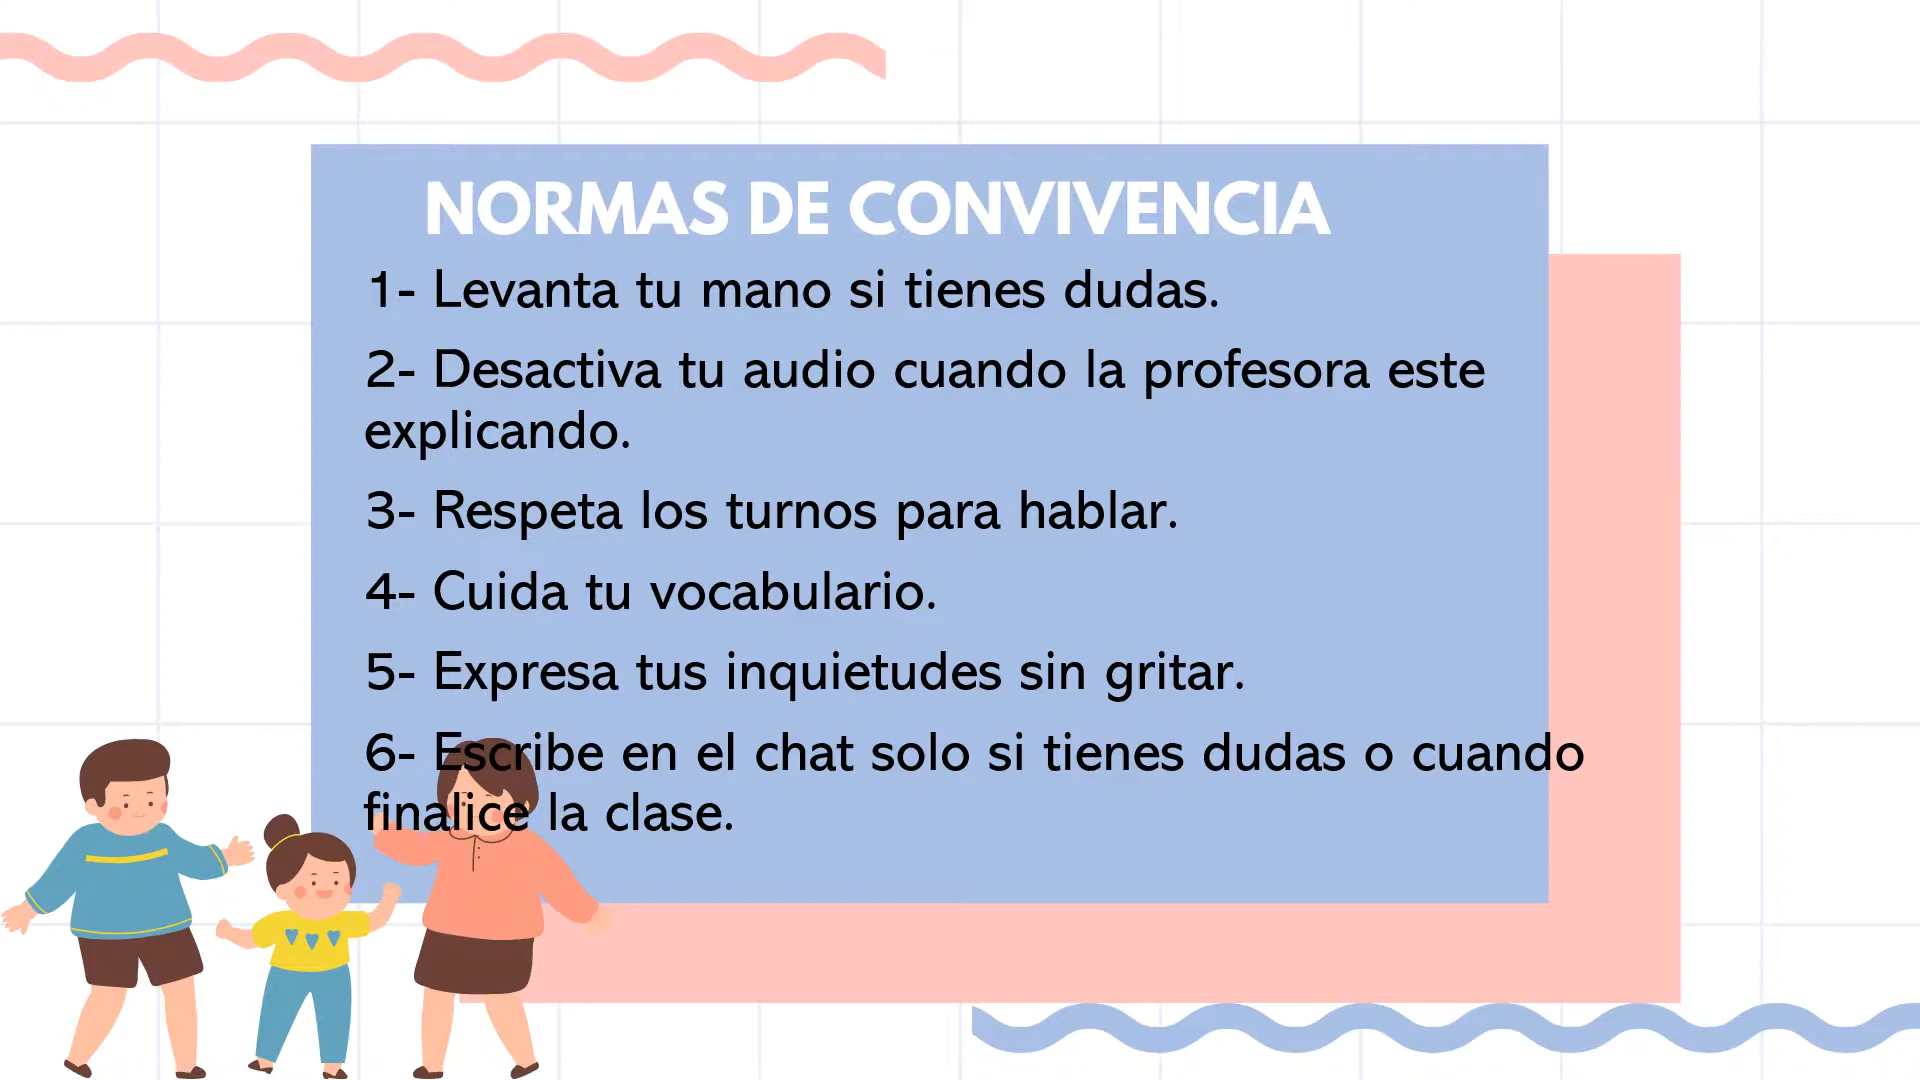 NORMAS DE CONVIVENCIA
1- Levanta tu mano si tienes dudas.
2- Desactiva tu audio cuando la profesora este
explicando.
3- Respeta los turnos para hablar.
4- Cuida tu vocabulario.
5- Expresa tus inquietudes sin gritar.
6- Escribe en el chat solo si tienes dudas o cuando
finalice la clase.